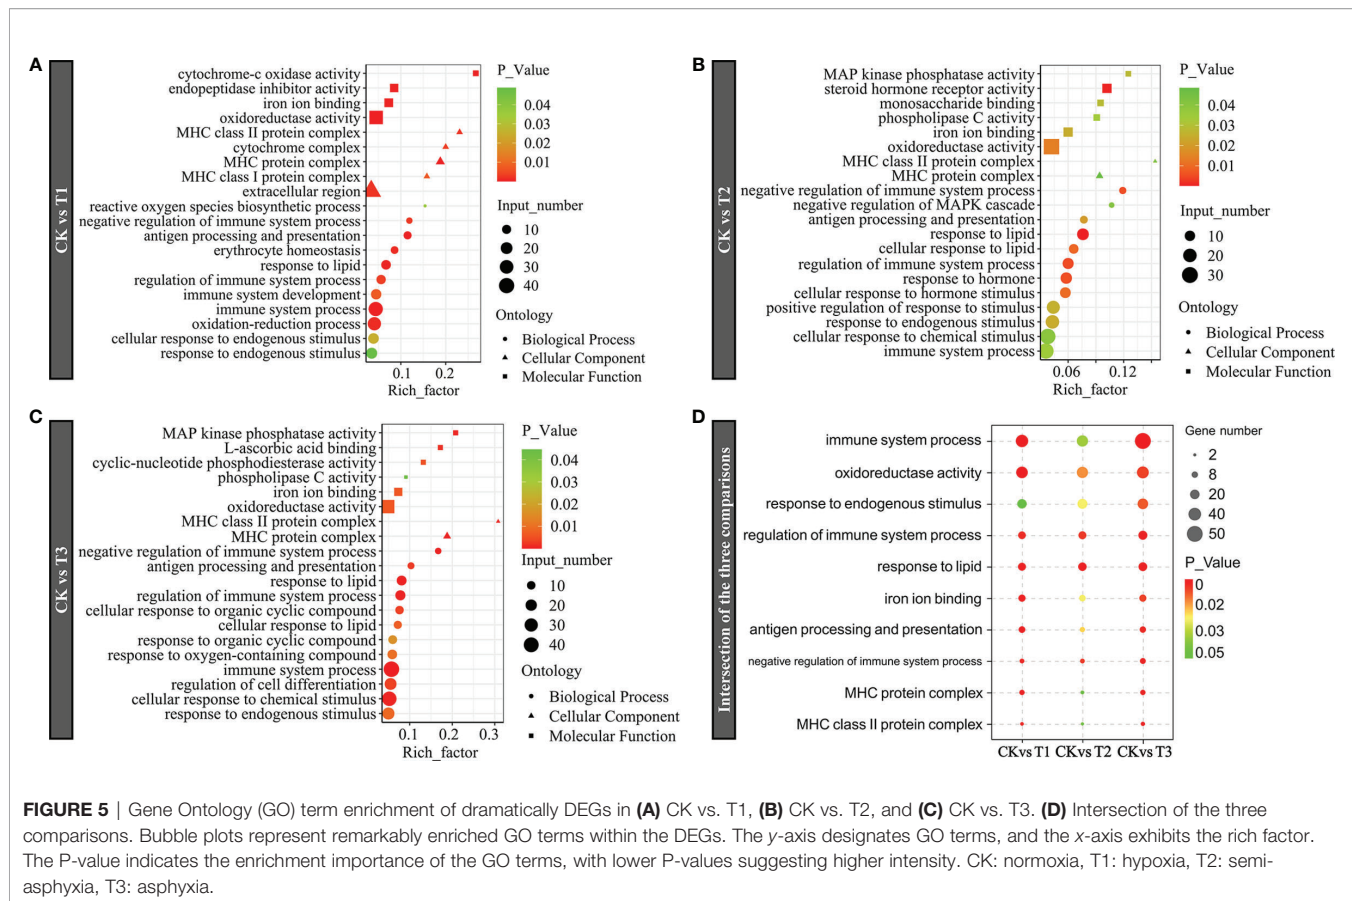 A
CK vs T1
cytochrome-c oxidase activity
endopeptidase inhibitor activity
iron ion binding
oxidoreductase activity
MHC class II protein complex
cytochrome complex
MHC protein complex
MHC class I protein complex
extracellular region
reactive oxygen species biosynthetic process
negative regulation of immune system process
antigen processing and presentation
erythrocyte homeostasis
response to lipid
regulation of immune system process
immune system development
immune system process
oxidation-reduction process
cellular response to endogenous stimulus
response to endogenous stimulus
0.1 0.2
Rich_factor
P_Value
0.04
0.03
0.02
0.01
Input_number
10
20
30
40
Ontology
Biological Process
Cellular Component
Molecular Function
B
CK vs T2
MAP kinase phosphatase activity
steroid hormone receptor activity
monosaccharide binding
phospholipase C activity
iron ion binding
oxidoreductase activity
MHC class II protein complex
MHC protein complex
negative regulation of immune system process
negative regulation of MAPK cascade
antigen processing and presentation
response to lipid
cellular response to lipid
regulation of immune system process
response to hormone
cellular response to hormone stimulus
positive regulation of response to stimulus
response to endogenous stimulus
cellular response to chemical stimulus
immune system process
0.06 0.12
Rich_factor
P_Value
0.04
0.03
0.02
0.01
Input_number
10
20
30
Ontology
Biological Process
Cellular Component
Molecular Function
C
CK vs T3
MAP kinase phosphatase activity
L-ascorbic acid binding
cyclic-nucleotide phosphodiesterase activity
phospholipase C activity
iron ion binding
oxidoreductase activity
MHC class II protein complex
MHC protein complex
negative regulation of immune system process
antigen processing and presentation
response to lipid
regulation of immune system process
cellular response to organic cyclic compound
cellular response to lipid
response to organic cyclic compound
response to oxygen-containing compound
immune system process
regulation of cell differentiation
cellular response to chemical stimulus
response to endogenous stimulus
0.1 0.2 0.3
Rich_factor
P_Value
0.04
0.03
0.02
0.01
Input_number
10
20
30
40
Ontology
Biological Process
Cellular Component
Molecular Function
D
Intersection of the three comparisons
immune system process
oxidoreductase activity
response to endogenous stimulus
regulation of immune system process
response to lipid
iron ion binding
antigen processing and presentation
negative regulation of immune system process
MHC protein complex
MHC class II protein complex
CKvs T1 CKvs T2 CKvs T3
Gene number
2
8
20
40
50
P_Value
0
0.02
0.03
0.05
FIGURE 5 | Gene Ontology (GO) term enrichment of dramatically DEGs in (A) CK vs. T1, (B) CK vs. T2, and (C) CK vs. T3. (D) Intersection of the three
comparisons. Bubble plots represent remarkably enriched GO terms within the DEGs. The y-axis designates GO terms, and the x-axis exhibits the rich factor.
The P-value indicates the enrichment importance of the GO terms, with lower P-values suggesting higher intensity. CK: normoxia, T1: hypoxia, T2: semi-
asphyxia, T3: asphyxia.